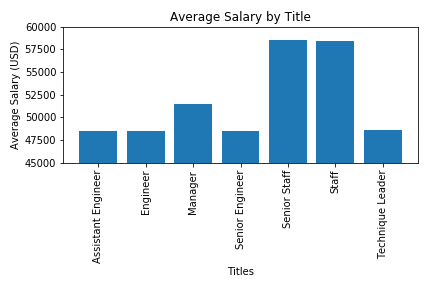 Average Salary by Title
Average Salary (USD)
60000
57500
55000
52500
50000
47500
45000
Assistant Engineer
Engineer
Manager
Senior Engineer
Senior Staff
Staff
Technique Leader
Titles